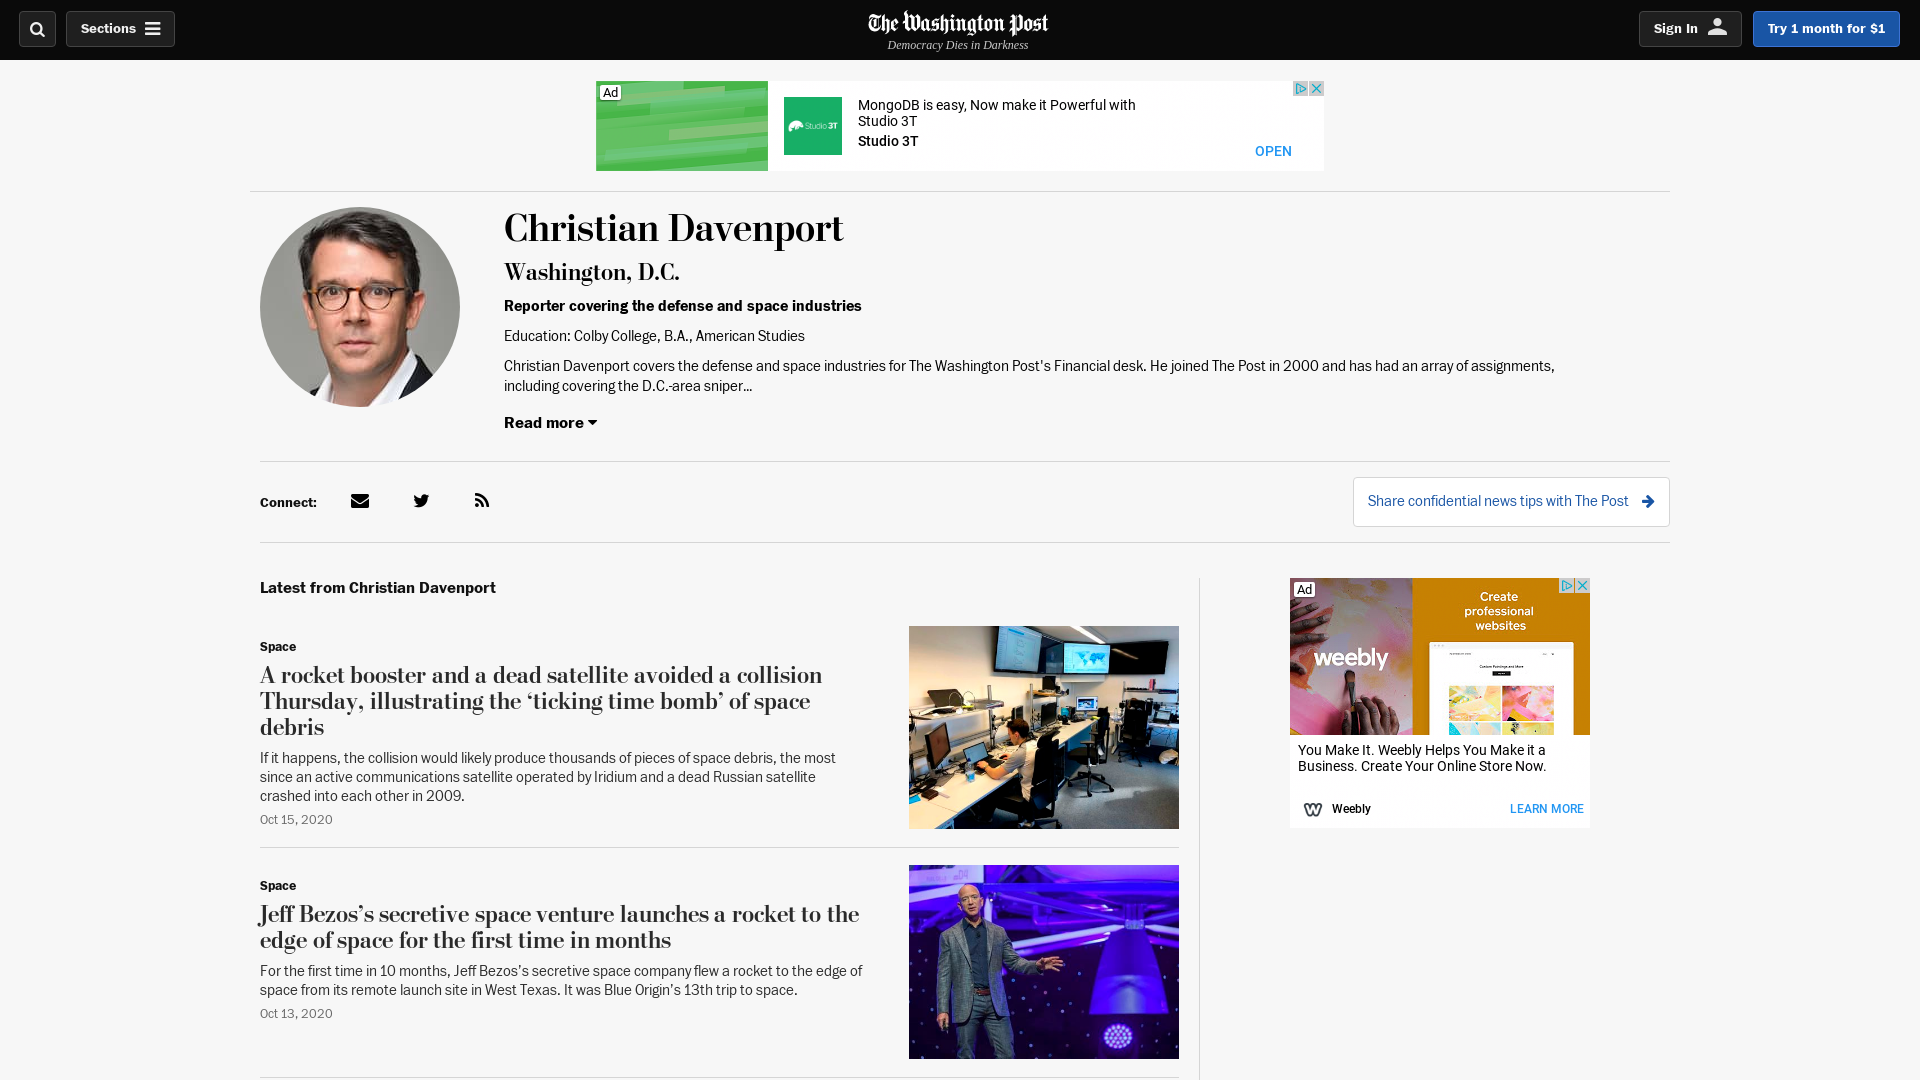 Sections
The Washington Post
Democracy Dies in Darkness
Sign In
Try 1 month for $1
Ad
Studio 3T
MongoDB is easy, Now make it Powerful with
Studio 3T
Studio 3T
OPEN
Christian Davenport
Washington, D.C.
Reporter covering the defense and space industries
Education: Colby College, B.A., American Studies
Christian Davenport covers the defense and space industries for The Washington Post's Financial desk. He joined The Post in 2000 and has had an array of assignments,
including covering the D.C.-area sniper...
Read more
Connect:
Share confidential news tips with The Post
Latest from Christian Davenport
Space
A rocket booster and a dead satellite avoided a collision
Thursday, illustrating the ‘ticking time bomb’ of space
debris
If it happens, the collision would likely produce thousands of pieces of space debris, the most
since an active communications satellite operated by Iridium and a dead Russian satellite
crashed into each other in 2009.
Oct 15, 2020
Space
Jeff Bezos’s secretive space venture launches a rocket to the
edge of space for the first time in months
For the first time in 10 months, Jeff Bezos’s secretive space company flew a rocket to the edge of
space from its remote launch site in West Texas. It was Blue Origin’s 13th trip to space.
Oct 13, 2020
Ad
Create
professional
websites
weebly
You Make It. Weebly Helps You Make it a
Business. Create Your Online Store Now.
Weebly
LEARN MORE